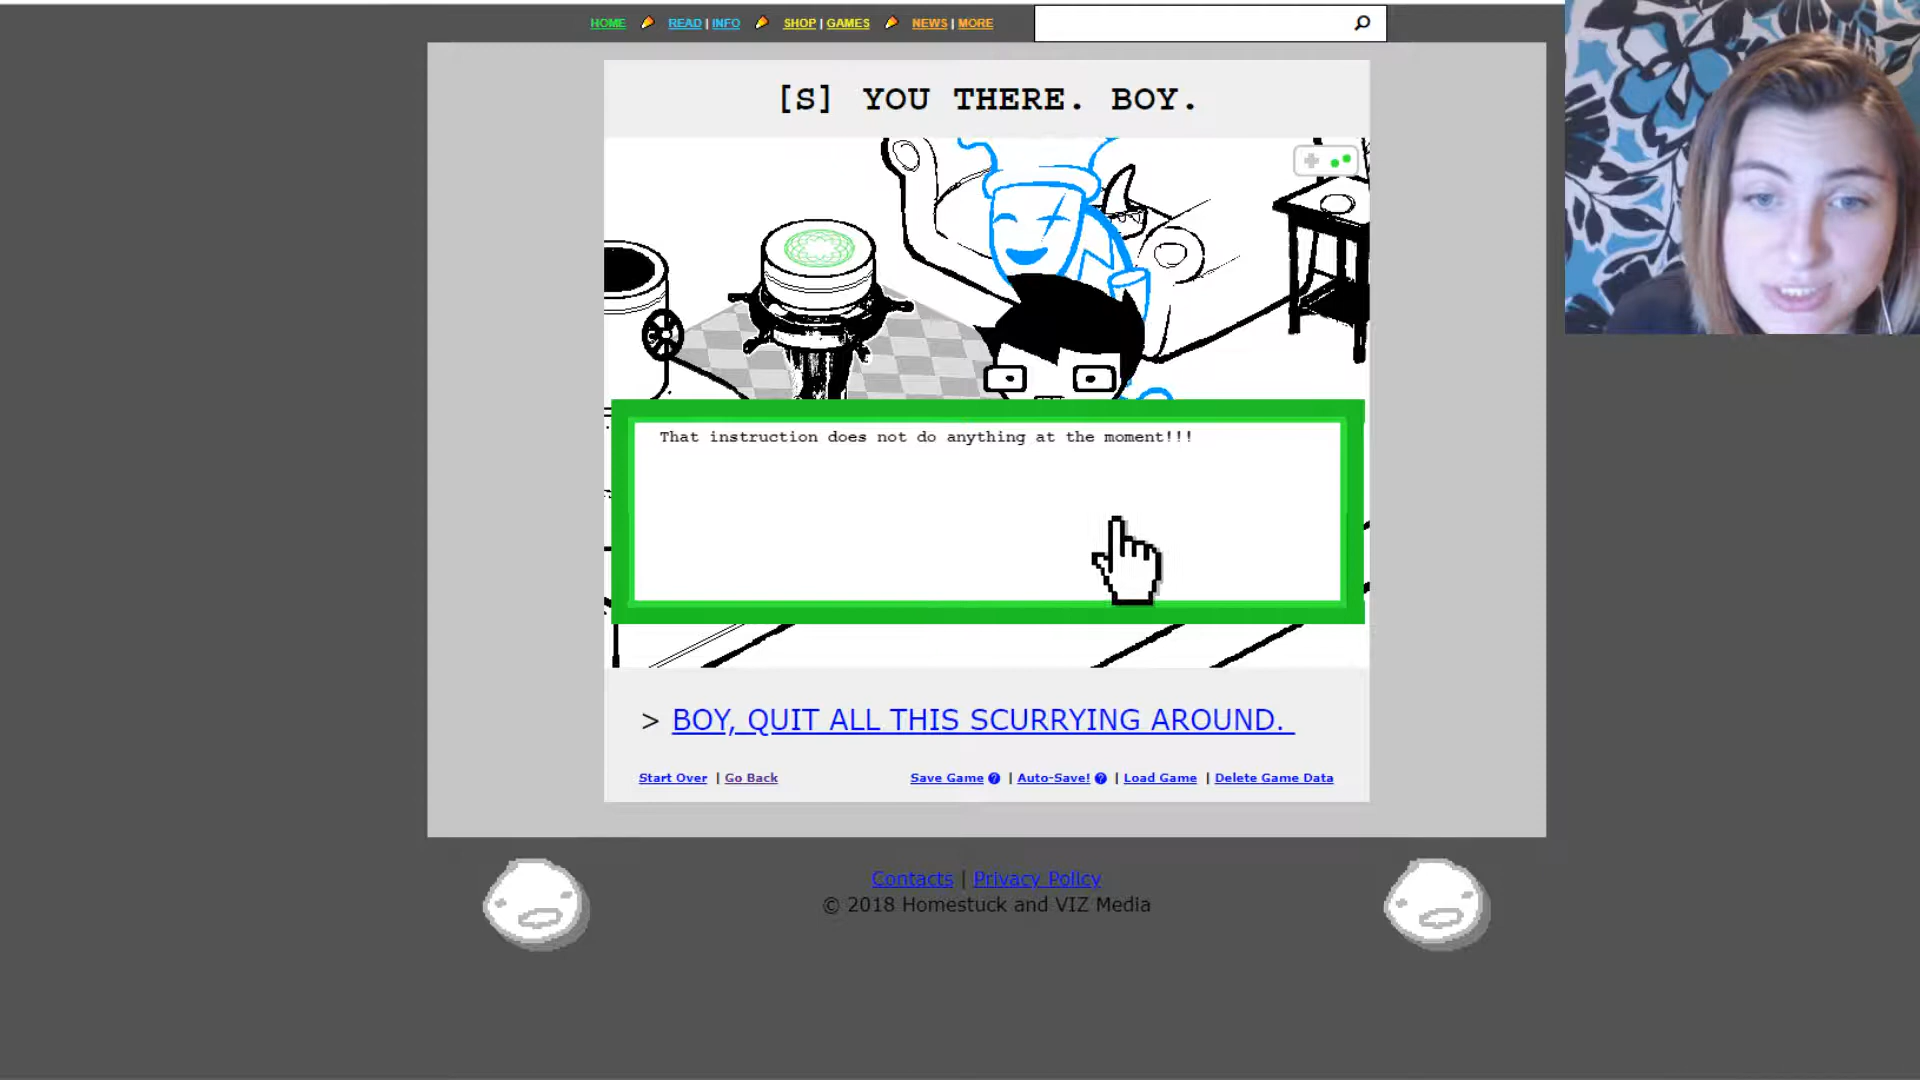 HOME READ | INFO SHOP | GAMES NEWS | MORE
[S] YOU THERE. BOY.
That instruction does not do anything at the moment!!!
> BOY, QUIT ALL THIS SCURRYING AROUND.
Start Over | Go Back Save Game ? | Auto-Save! ? | Load Game | Delete Game Data
Contacts | Privacy Policy
© 2018 Homestuck and VIZ Media